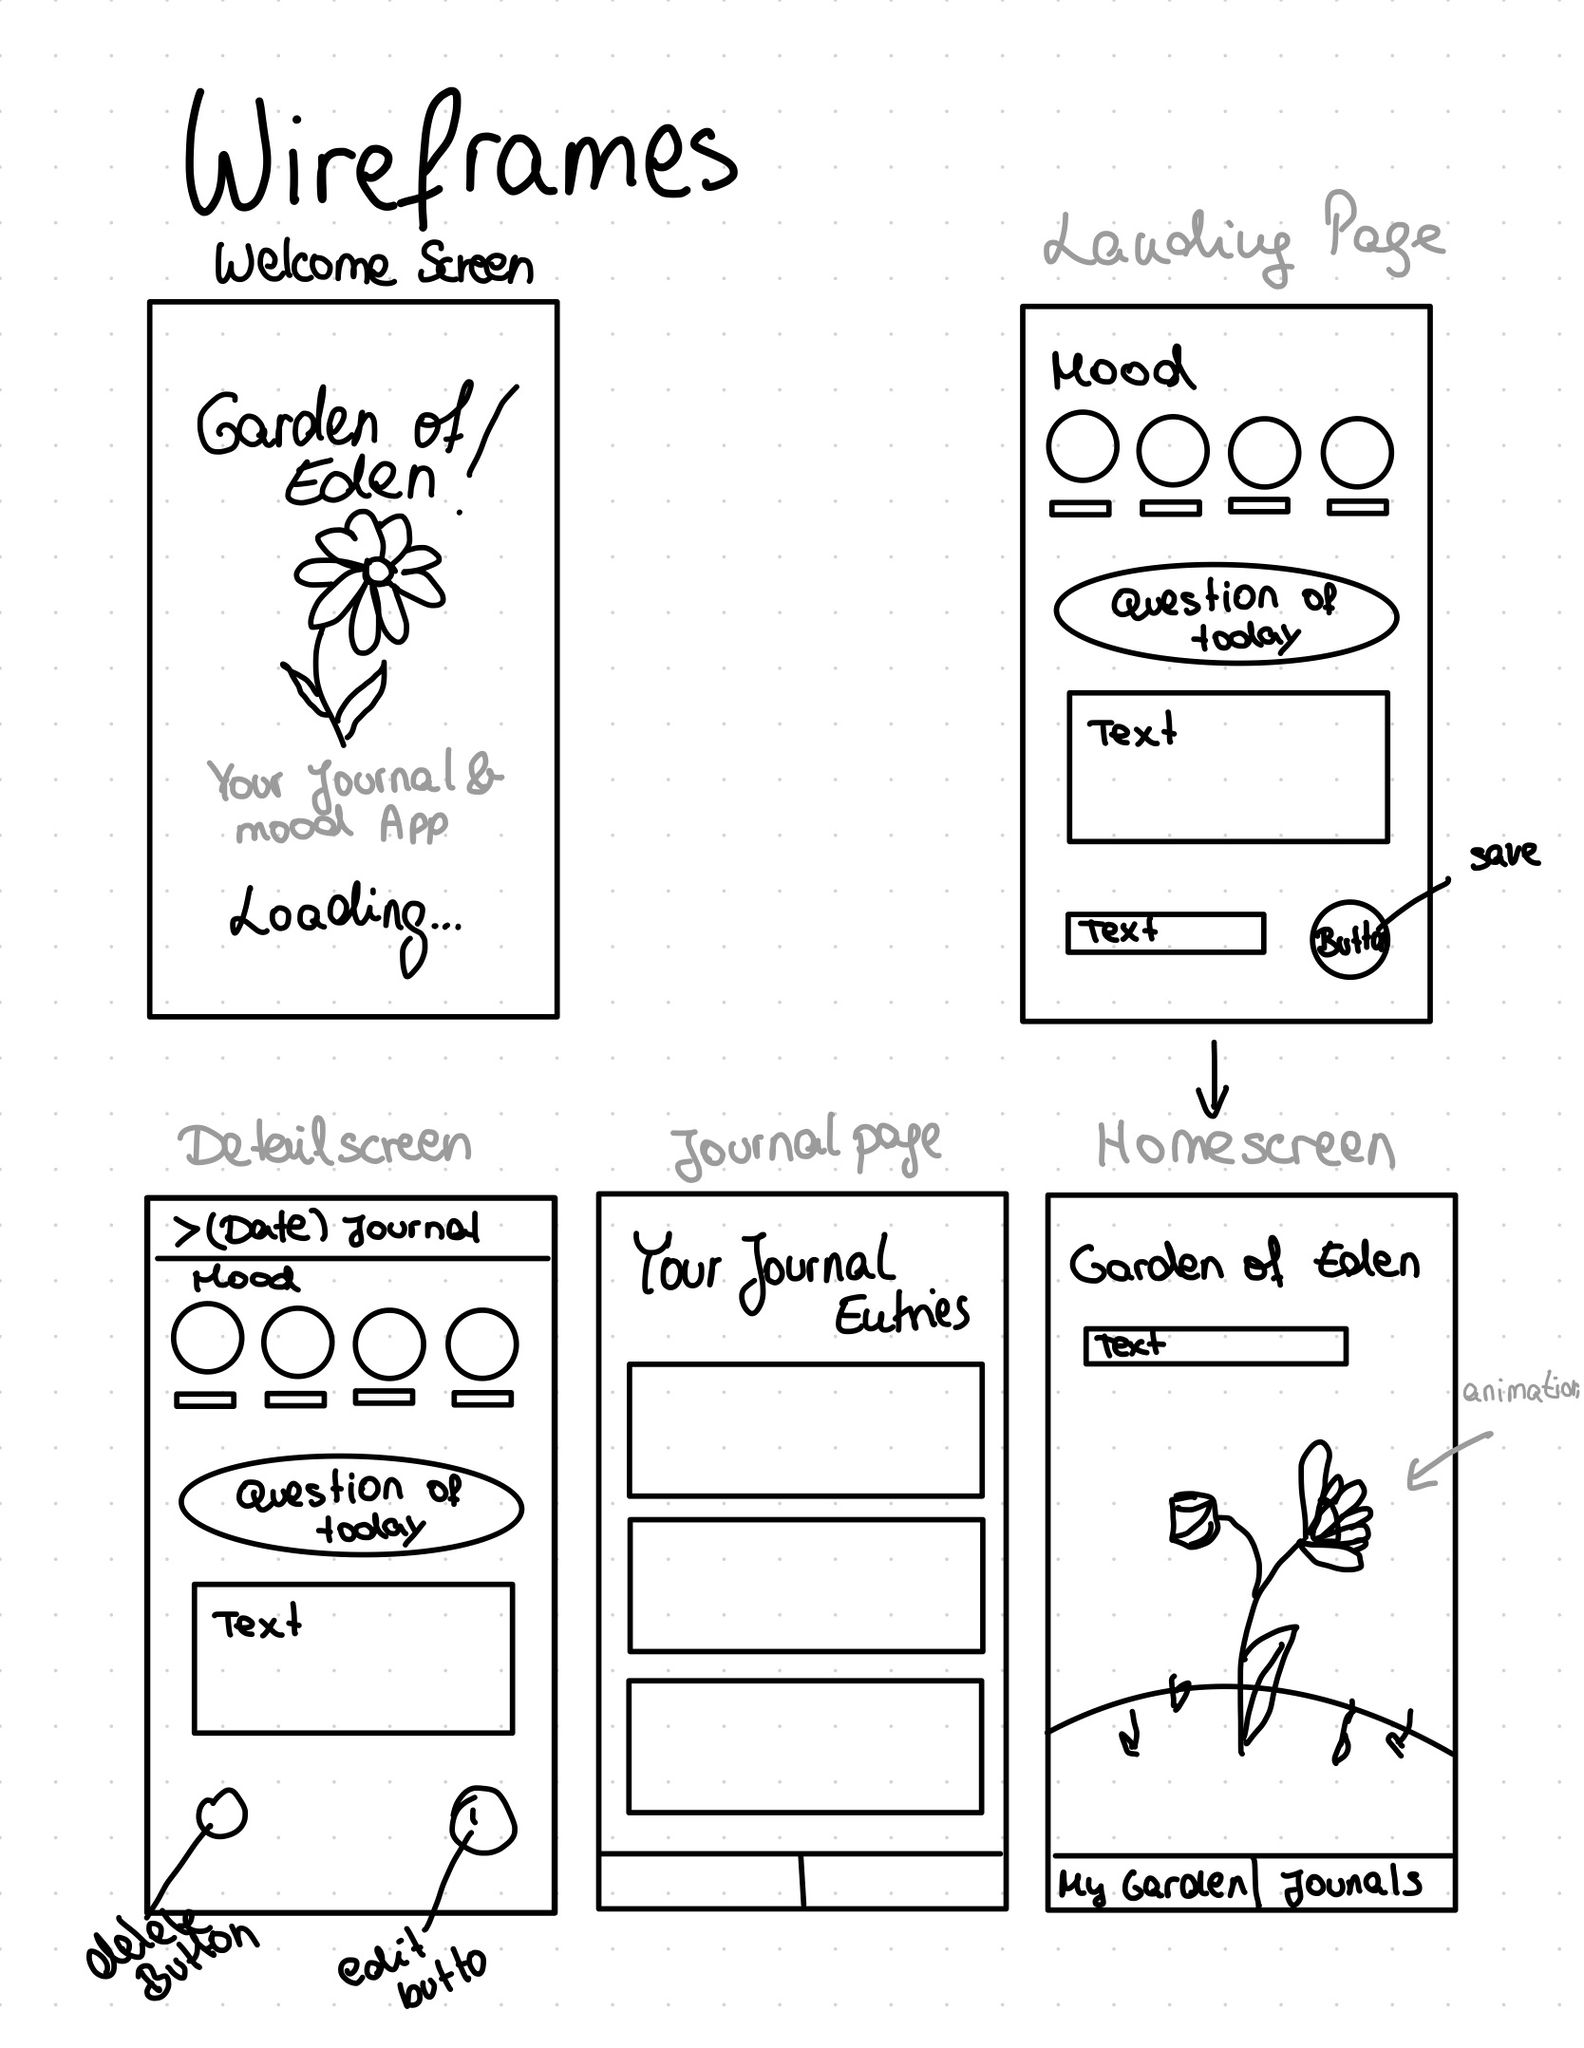 Wireframes
Welcome Screen
Garden of
Eden
Your Journal &
mood App
Loading...
Landing Page
Mood
Question of
today
Text
Text
Butto
save
Detailscreen
>(Date) Journal
Mood
Question of
today
Text
delete
Button
edit
butto
Journal page
Your Journal
Entries
Homescreen
Garden of Eden
Text
animation
My Garden
Jounals